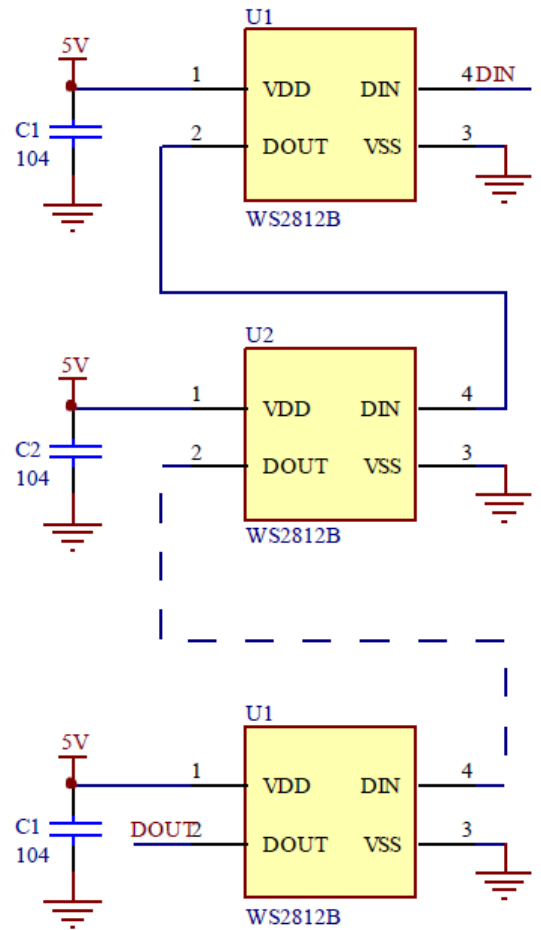 U1
5V
1 VDD DIN 4 DIN
C1
104
2 DOUT VSS 3
WS2812B
U2
5V
1 VDD DIN 4
C2
104
2 DOUT VSS 3
WS2812B
U1
5V
1 VDD DIN 4
C1
104
DOUT 2 DOUT VSS 3
WS2812B